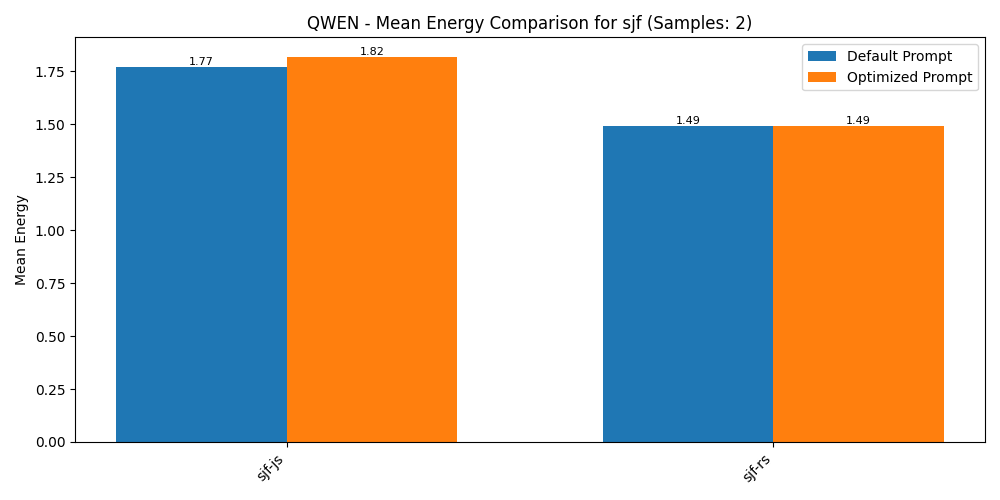 QWEN - Mean Energy Comparison for sjf (Samples: 2)
Default Prompt
Optimized Prompt
Mean Energy
1.75
1.50
1.25
1.00
0.75
0.50
0.25
0.00
1.77
1.82
1.49
1.49
sjf-js
sjf-rs